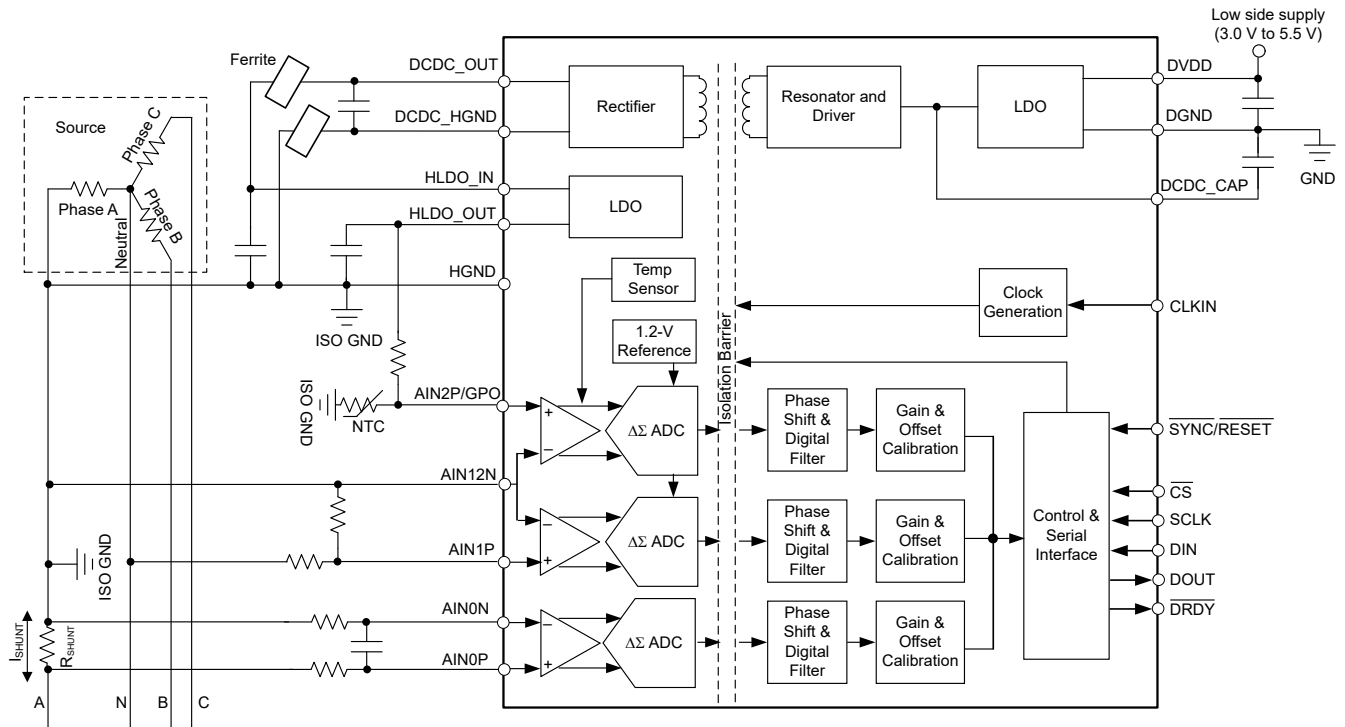 Low side supply
(3.0 V to 5.5 V)
Ferrite
DCDC_OUT
DVDD
Rectifier
Resonator and
Driver
LDO
Source
Phase C
DCDC_HGND
DGND
GND
Phase A
Phase B
Neutral
HLDO_IN
DCDC_CAP
HLDO_OUT
LDO
HGND
Temp
Sensor
Clock
Generation
CLKIN
ISO GND
1.2-V
Reference
Isolation Barrier
ISO GND
NTC
AIN2P/GPO
+
−
ΔΣ ADC
Phase
Shift &
Digital
Filter
Gain &
Offset
Calibration
SYNC/RESET
AIN12N
CS
SCLK
DIN
DOUT
DRDY
Control &
Serial
Interface
−
+
ΔΣ ADC
Phase
Shift &
Digital
Filter
Gain &
Offset
Calibration
AIN1P
ISO GND
AIN0N
−
+
ΔΣ ADC
Phase
Shift &
Digital
Filter
Gain &
Offset
Calibration
AIN0P
ISHUNT
RSHUNT
A
N
B
C